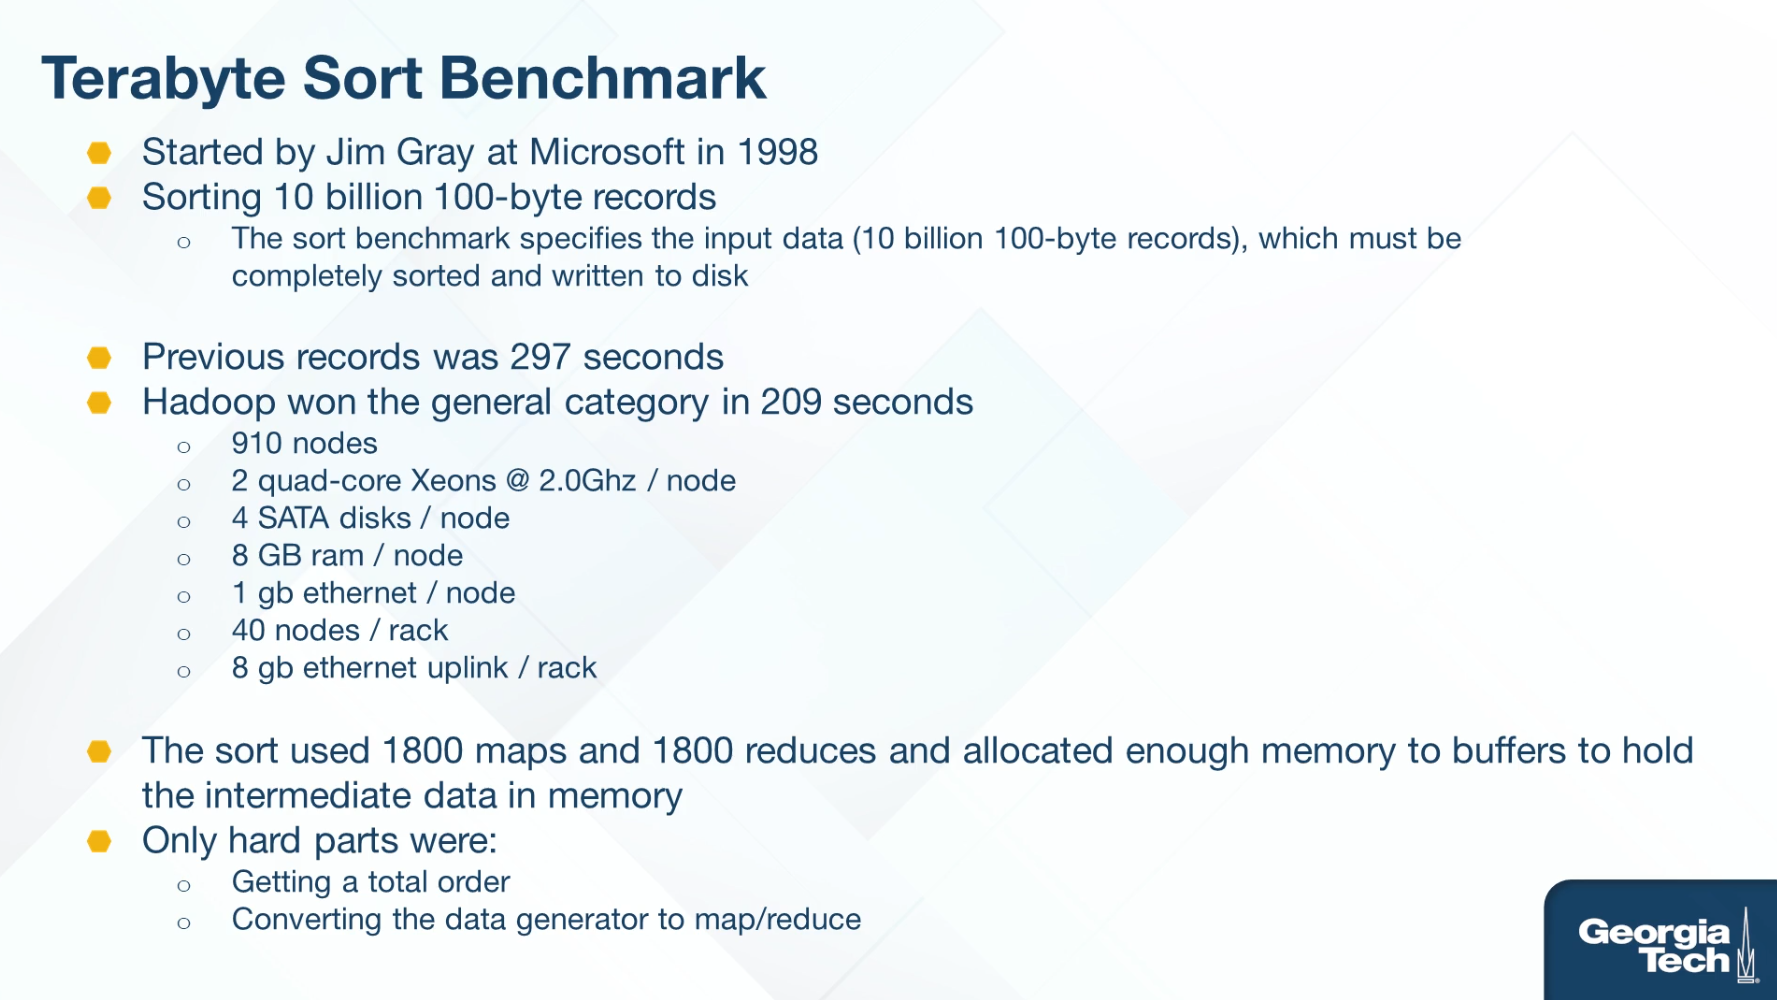 Terabyte Sort Benchmark
Started by Jim Gray at Microsoft in 1998
Sorting 10 billion 100-byte records
The sort benchmark specifies the input data (10 billion 100-byte records), which must be
completely sorted and written to disk
Previous records was 297 seconds
Hadoop won the general category in 209 seconds
910 nodes
2 quad-core Xeons @ 2.0Ghz / node
4 SATA disks / node
8 GB ram / node
1 gb ethernet / node
40 nodes / rack
8 gb ethernet uplink / rack
The sort used 1800 maps and 1800 reduces and allocated enough memory to buffers to hold
the intermediate data in memory
Only hard parts were:
Getting a total order
Converting the data generator to map/reduce
Georgia
Tech